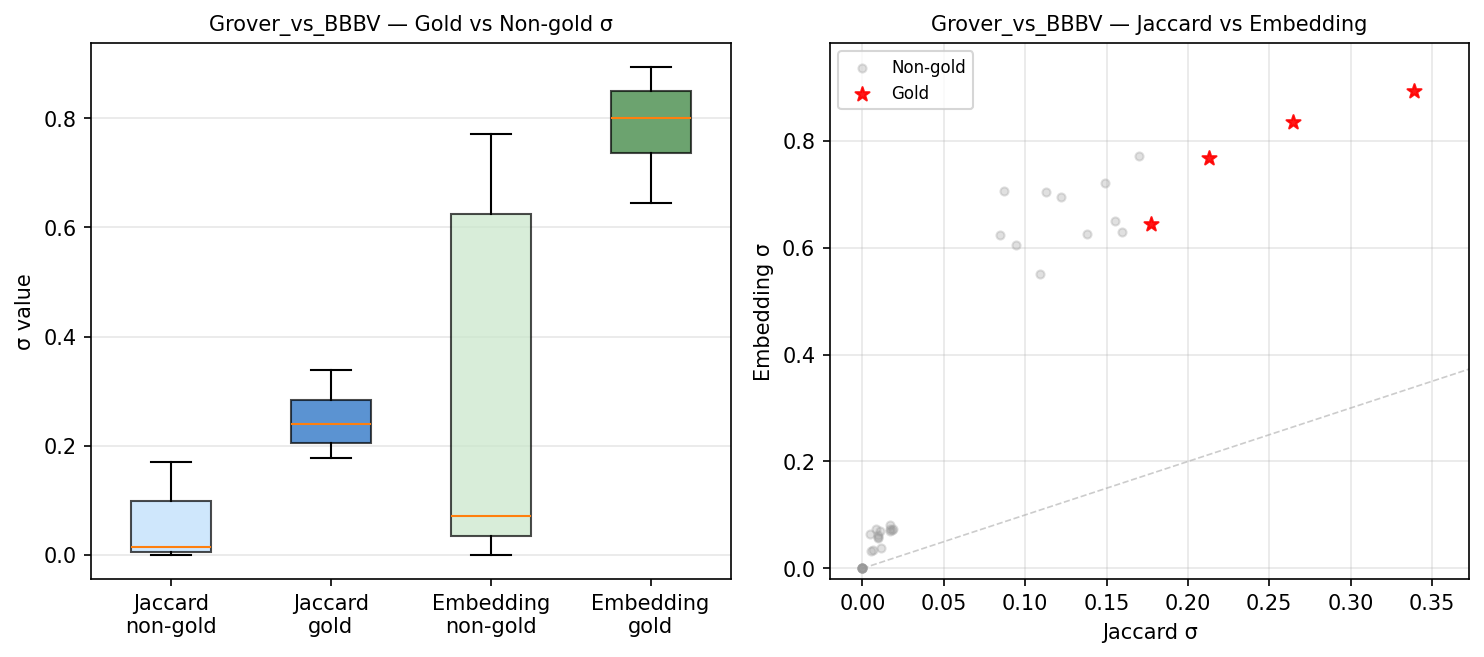 Grover_vs_BBBV — Gold vs Non-gold σ
σ value
0.8
0.6
0.4
0.2
0.0
Jaccard
non-gold
Jaccard
gold
Embedding
non-gold
Embedding
gold
Grover_vs_BBBV — Jaccard vs Embedding
Non-gold
Gold
Embedding σ
0.8
0.6
0.4
0.2
0.0
0.00 0.05 0.10 0.15 0.20 0.25 0.30 0.35
Jaccard σ